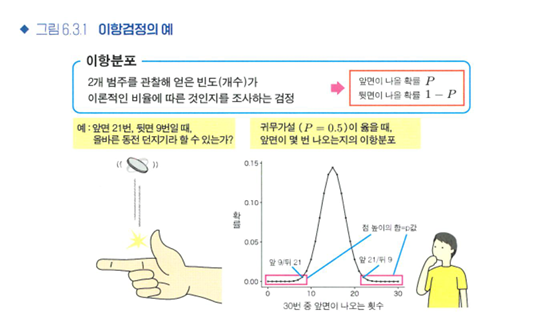 ◆ 그림 6.3.1 이항검정의 예
이항분포
2개 범주를 관찰해 얻은 빈도(개수)가
이론적인 비율에 따른 것인지를 조사하는 검정
앞면이 나올 확률 P
뒷면이 나올 확률 1 − P
예 : 앞면 21번, 뒷면 9번일 때,
올바른 동전 던지기라 할 수 있는가?
귀무가설 (P = 0.5)이 옳을 때,
앞면이 몇 번 나오는지의 이항분포
0.15
0.10
0.05
0.00
확률
점 높이의 합=p값
앞 9/뒤 21
앞 21/뒤 9
0 10 20 30
30번 중 앞면이 나오는 횟수